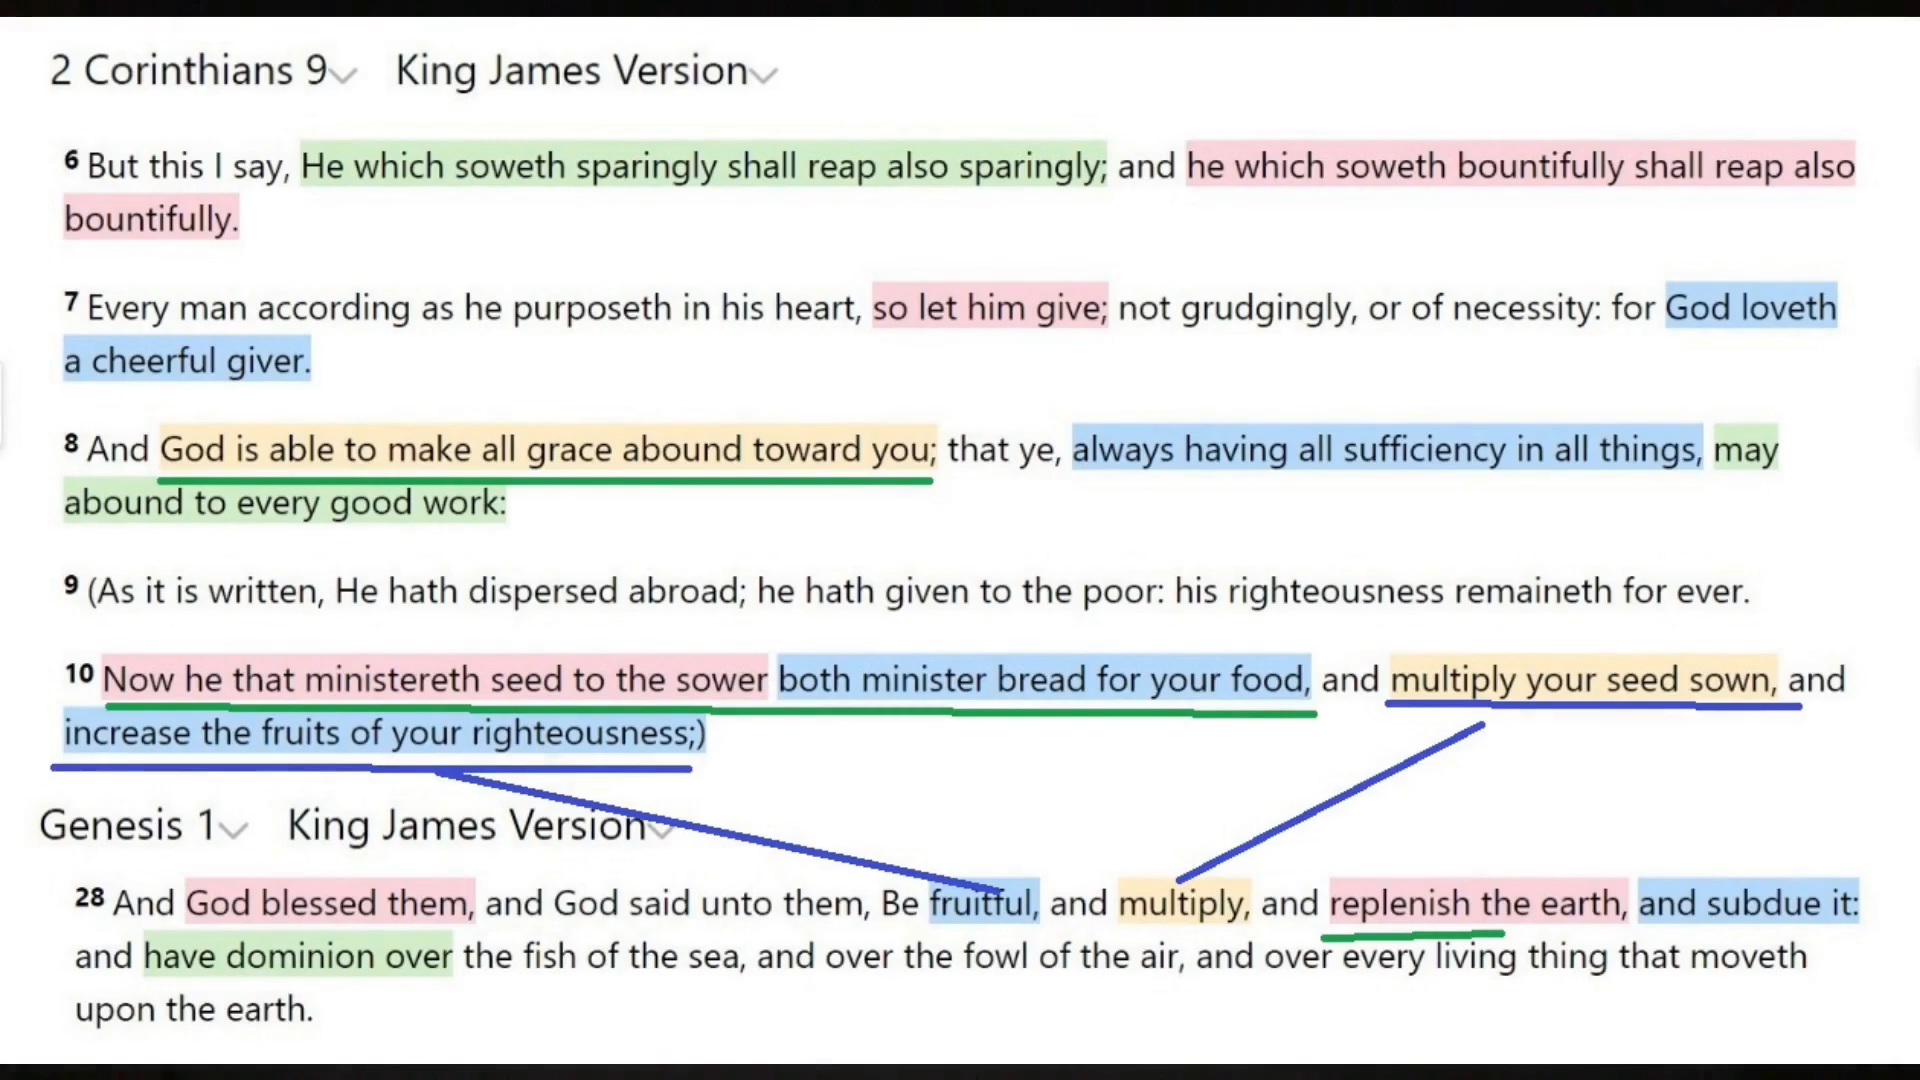 2 Corinthians 9 King James Version
6 But this I say, He which soweth sparingly shall reap also sparingly; and he which soweth bountifully shall reap also
bountifully.
7 Every man according as he purposeth in his heart, so let him give; not grudgingly, or of necessity: for God loveth
a cheerful giver.
8 And God is able to make all grace abound toward you; that ye, always having all sufficiency in all things, may
abound to every good work:
9 (As it is written, He hath dispersed abroad; he hath given to the poor: his righteousness remaineth for ever.
10 Now he that ministereth seed to the sower both minister bread for your food, and multiply your seed sown, and
increase the fruits of your righteousness;)
Genesis 1 King James Version
28 And God blessed them, and God said unto them, Be fruitful, and multiply, and replenish the earth, and subdue it:
and have dominion over the fish of the sea, and over the fowl of the air, and over every living thing that moveth
upon the earth.